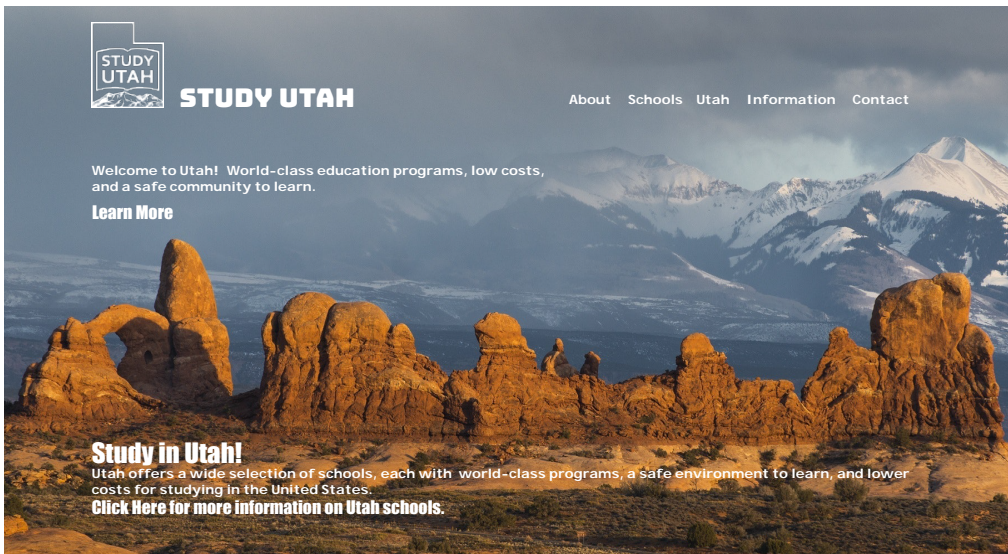 STUDY
UTAH
STUDY UTAH
About Schools Utah Information Contact
Welcome to Utah! World-class education programs, low costs,
and a safe community to learn.
Learn More
Study in Utah!
Utah offers a wide selection of schools, each with world-class programs, a safe environment to learn, and lower
costs for studying in the United States.
Click Here for more information on Utah schools.